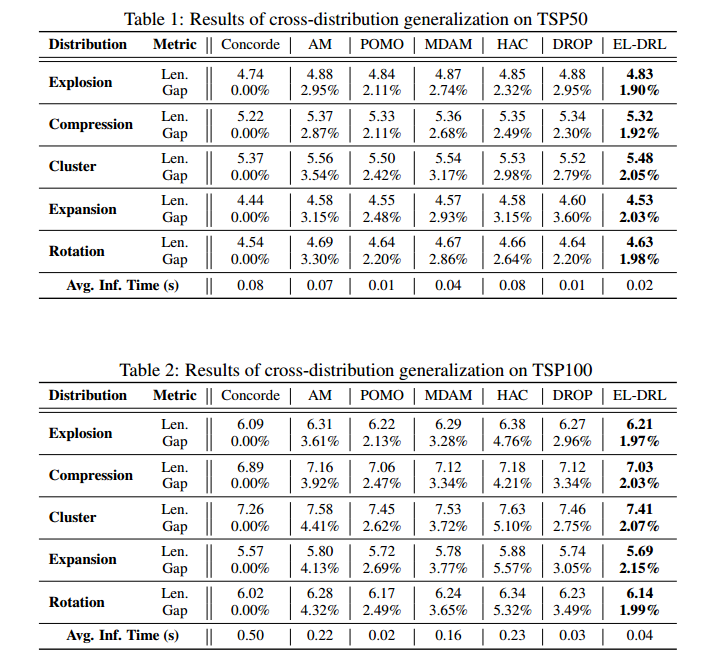 Table 1: Results of cross-distribution generalization on TSP50
Distribution Metric Concorde AM POMO MDAM HAC DROP EL-DRL
Explosion
Len. 4.74 4.88 4.84 4.87 4.85 4.88 4.83
Gap 0.00% 2.95% 2.11% 2.74% 2.32% 2.95% 1.90%
Compression
Len. 5.22 5.37 5.33 5.36 5.35 5.34 5.32
Gap 0.00% 2.87% 2.11% 2.68% 2.49% 2.30% 1.92%
Cluster
Len. 5.37 5.56 5.50 5.54 5.53 5.52 5.48
Gap 0.00% 3.54% 2.42% 3.17% 2.98% 2.79% 2.05%
Expansion
Len. 4.44 4.58 4.55 4.57 4.58 4.60 4.53
Gap 0.00% 3.15% 2.48% 2.93% 3.15% 3.60% 2.03%
Rotation
Len. 4.54 4.69 4.64 4.67 4.66 4.64 4.63
Gap 0.00% 3.30% 2.20% 2.86% 2.64% 2.20% 1.98%
Avg. Inf. Time (s) 0.08 0.07 0.01 0.04 0.08 0.01 0.02
Table 2: Results of cross-distribution generalization on TSP100
Distribution Metric Concorde AM POMO MDAM HAC DROP EL-DRL
Explosion
Len. 6.09 6.31 6.22 6.29 6.38 6.27 6.21
Gap 0.00% 3.61% 2.13% 3.28% 4.76% 2.96% 1.97%
Compression
Len. 6.89 7.16 7.06 7.12 7.18 7.12 7.03
Gap 0.00% 3.92% 2.47% 3.34% 4.21% 3.34% 2.03%
Cluster
Len. 7.26 7.58 7.45 7.53 7.63 7.46 7.41
Gap 0.00% 4.41% 2.62% 3.72% 5.10% 2.75% 2.07%
Expansion
Len. 5.57 5.80 5.72 5.78 5.88 5.74 5.69
Gap 0.00% 4.13% 2.69% 3.77% 5.57% 3.05% 2.15%
Rotation
Len. 6.02 6.28 6.17 6.24 6.34 6.23 6.14
Gap 0.00% 4.32% 2.49% 3.65% 5.32% 3.49% 1.99%
Avg. Inf. Time (s) 0.50 0.22 0.02 0.16 0.23 0.03 0.04